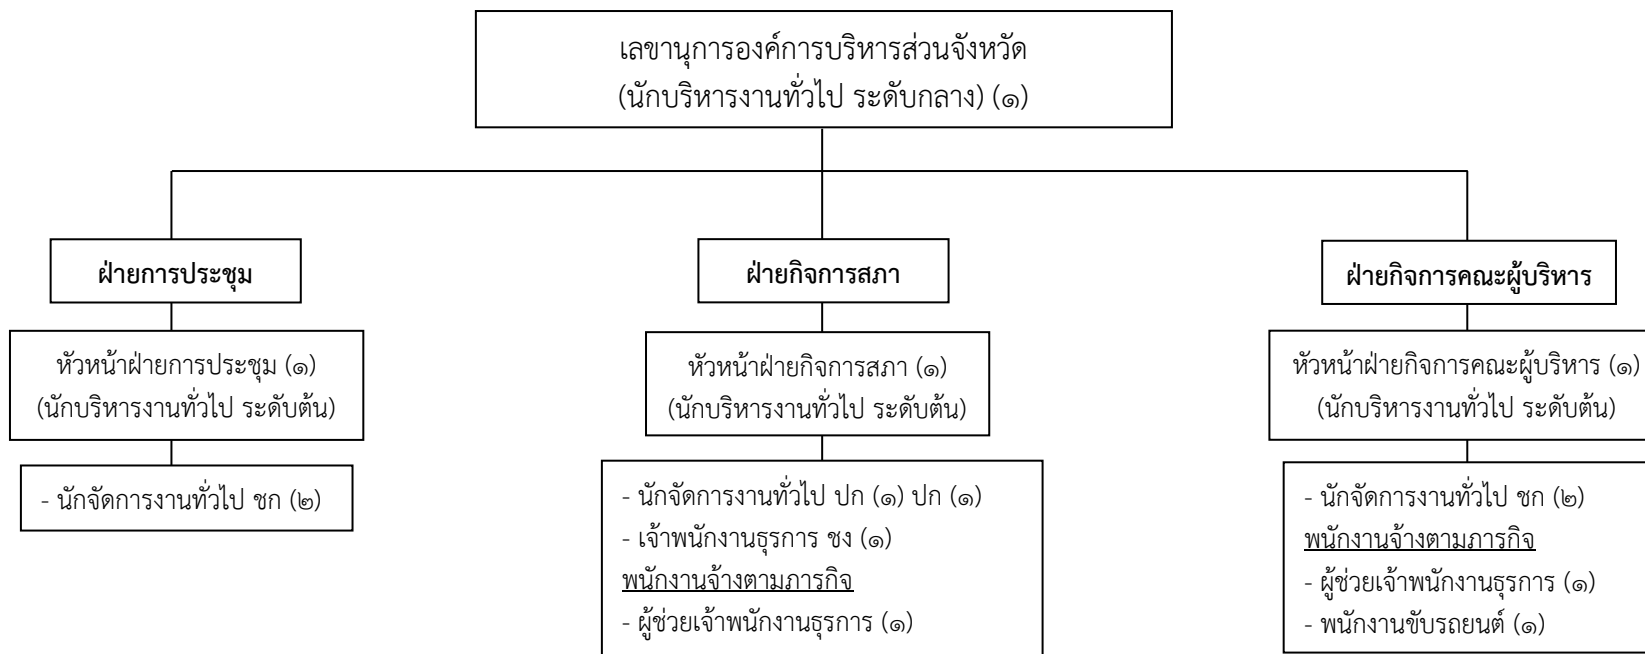 เลขานุการองค์การบริหารส่วนจังหวัด
(นักบริหารงานทั่วไป ระดับกลาง) (๑)
ฝ่ายการประชุม
หัวหน้าฝ่ายการประชุม (๑)
(นักบริหารงานทั่วไป ระดับต้น)
- นักจัดการงานทั่วไป ชก (๒)
ฝ่ายกิจการสภา
หัวหน้าฝ่ายกิจการสภา (๑)
(นักบริหารงานทั่วไป ระดับต้น)
- นักจัดการงานทั่วไป ปก (๑) ปก (๑)
- เจ้าพนักงานธุรการ ชง (๑)
พนักงานจ้างตามภารกิจ
- ผู้ช่วยเจ้าพนักงานธุรการ (๑)
ฝ่ายกิจการคณะผู้บริหาร
หัวหน้าฝ่ายกิจการคณะผู้บริหาร (๑)
(นักบริหารงานทั่วไป ระดับต้น)
- นักจัดการงานทั่วไป ชก (๒)
พนักงานจ้างตามภารกิจ
- ผู้ช่วยเจ้าพนักงานธุรการ (๑)
- พนักงานขับรถยนต์ (๑)